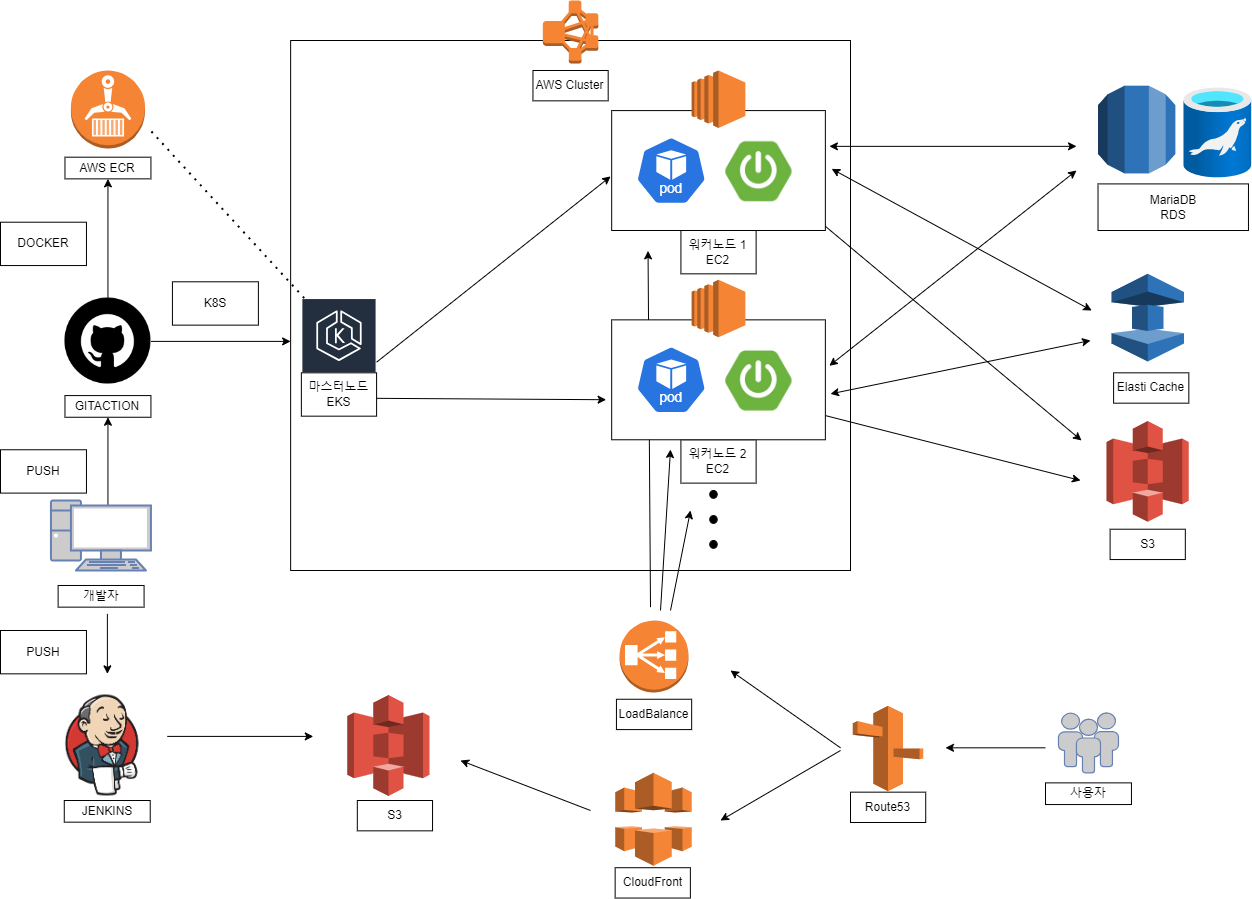 AWS Cluster
AWS ECR
DOCKER
K8S
GITACTION
PUSH
개발자
PUSH
JENKINS
K
마스터노드
EKS
pod
워커노드 1
EC2
pod
워커노드 2
EC2
MariaDB
RDS
Elasti Cache
S3
LoadBalance
S3
CloudFront
Route53
사용자